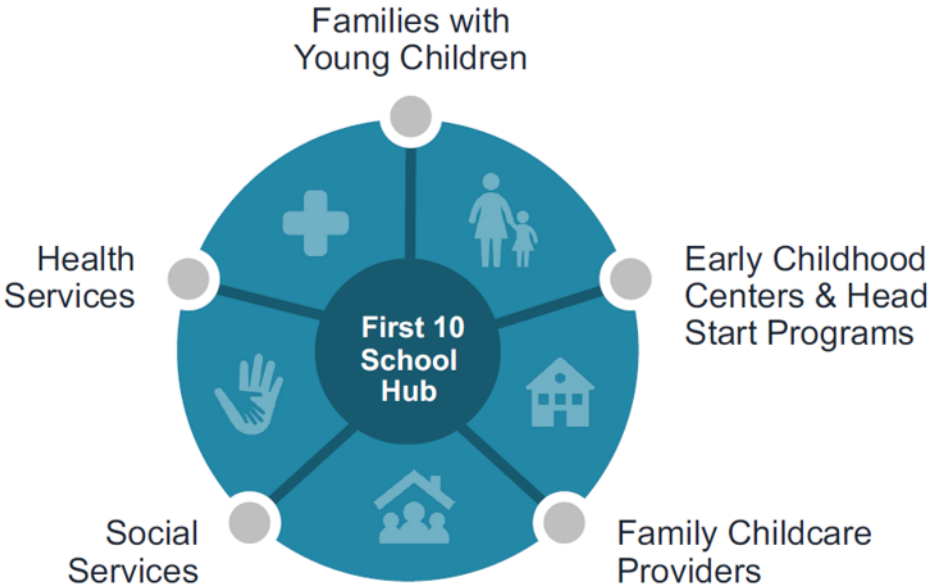 Families with
Young Children
Health
Services
Early Childhood
Centers & Head
Start Programs
First 10
School
Hub
Social
Services
Family Childcare
Providers